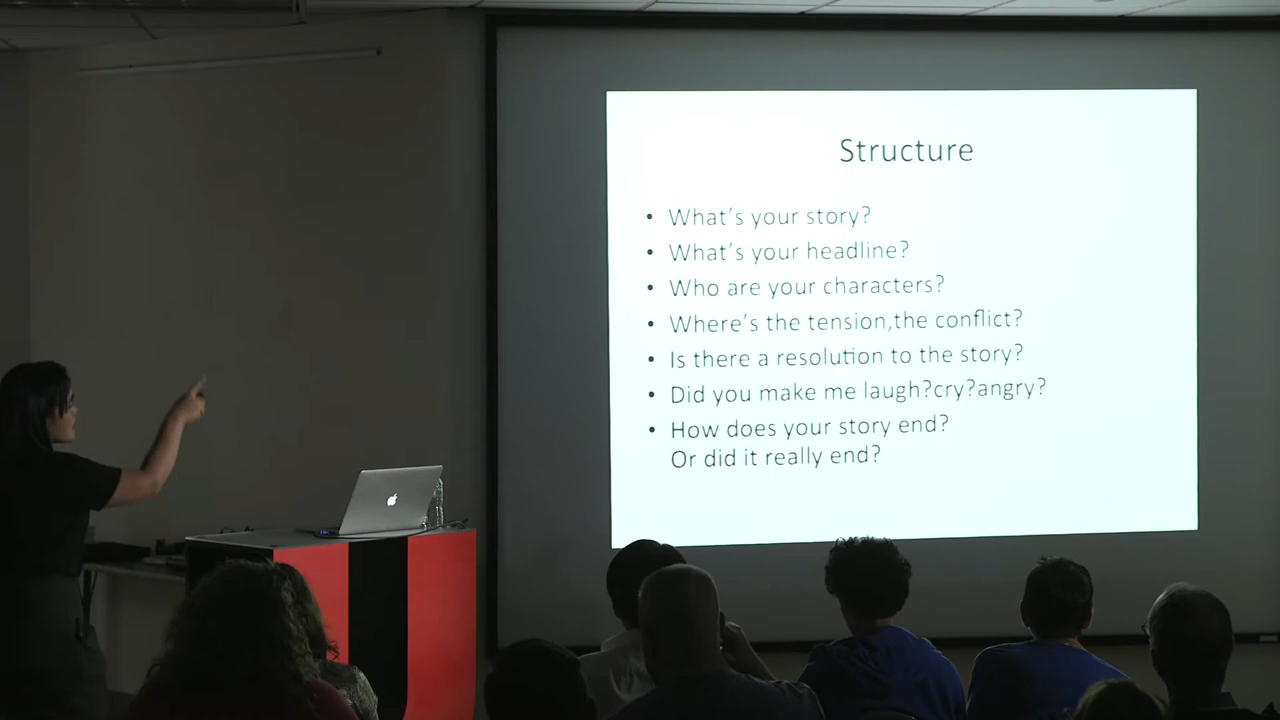 Structure
• What's your story?
• What's your headline?
• Who are your characters?
• Where's the tension,the conflict?
• Is there a resolution to the story?
• Did you make me laugh?cry?angry?
• How does your story end?
Or did it really end?